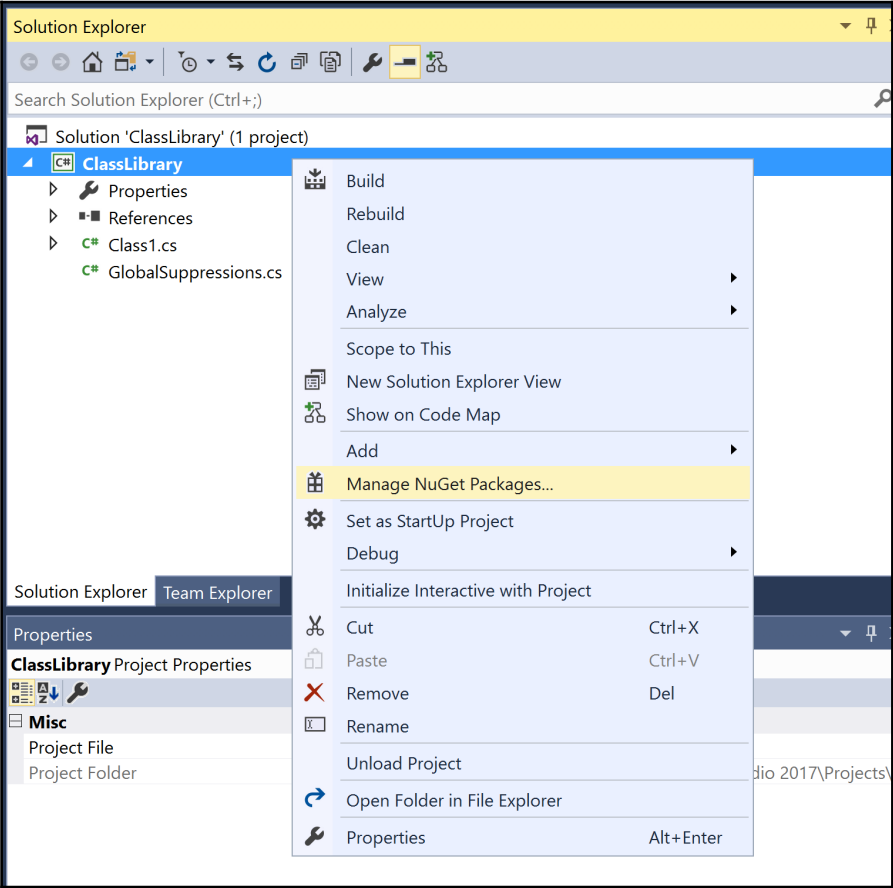 Solution Explorer
Search Solution Explorer (Ctrl+;)
Solution 'ClassLibrary' (1 project)
C# ClassLibrary
Properties
References
C# Class1.cs
C# GlobalSuppressions.cs
Build
Rebuild
Clean
View
Analyze
Scope to This
New Solution Explorer View
Show on Code Map
Add
Manage NuGet Packages...
Set as StartUp Project
Debug
Initialize Interactive with Project
Cut Ctrl+X
Paste Ctrl+V
Remove Del
Rename
Unload Project
Open Folder in File Explorer
Properties Alt+Enter
Solution Explorer Team Explorer
Properties
ClassLibrary Project Properties
Misc
Project File
Project Folder dio 2017\Projects\